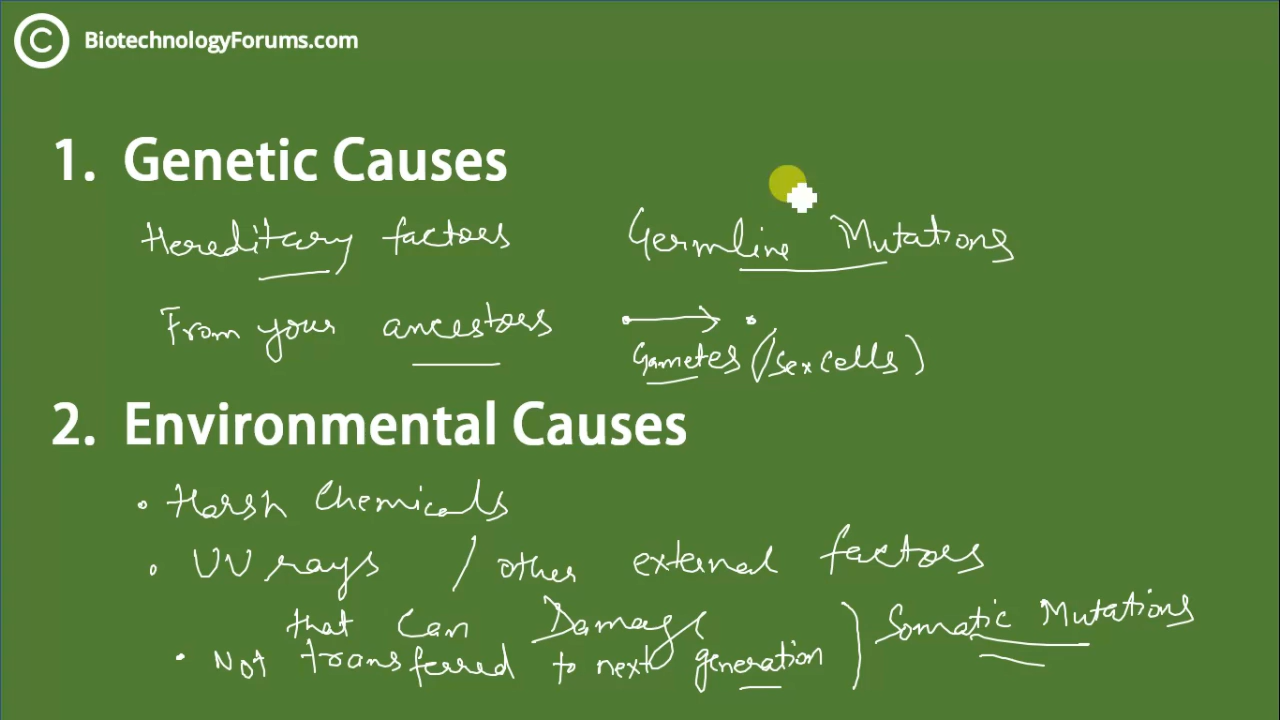 © BiotechnologyForums.com
1. Genetic Causes
Hereditary factors Germline Mutations
From your ancestors Gametes (sex cells)
2. Environmental Causes
• Harsh Chemicals
• UV rays / other external factors
that can Damage
• Not transferred to next generation ) Somatic Mutations